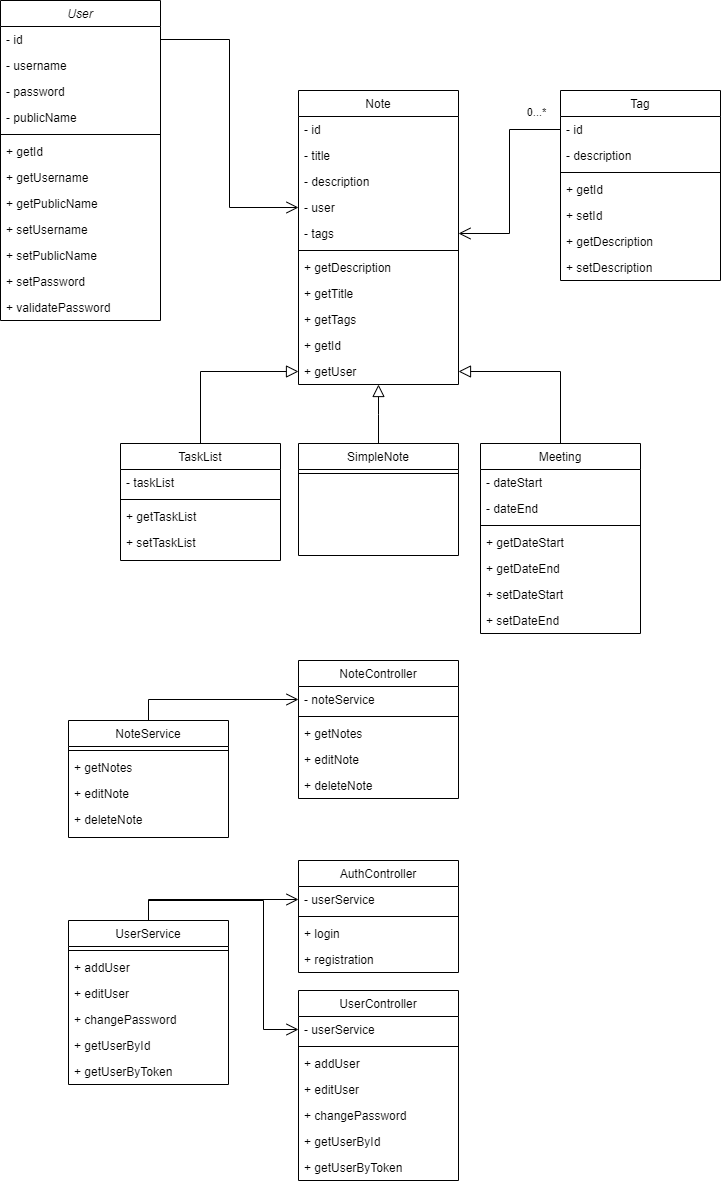 User
- id
- username
- password
- publicName
+ getId
+ getUsername
+ getPublicName
+ setUsername
+ setPublicName
+ setPassword
+ validatePassword
Note
- id
- title
- description
- user
- tags
+ getDescription
+ getTitle
+ getTags
+ getId
+ getUser
0...*
Tag
- id
- description
+ getId
+ setId
+ getDescription
+ setDescription
TaskList
- taskList
+ getTaskList
+ setTaskList
SimpleNote
Meeting
- dateStart
- dateEnd
+ getDateStart
+ getDateEnd
+ setDateStart
+ setDateEnd
NoteService
+ getNotes
+ editNote
+ deleteNote
NoteController
- noteService
+ getNotes
+ editNote
+ deleteNote
UserService
+ addUser
+ editUser
+ changePassword
+ getUserById
+ getUserByToken
AuthController
- userService
+ login
+ registration
UserController
- userService
+ addUser
+ editUser
+ changePassword
+ getUserById
+ getUserByToken